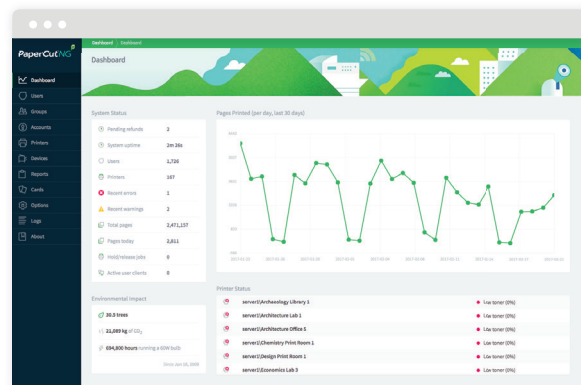 Dashboard | Dashboard
PaperCut NG
Dashboard
Dashboard
Users
Groups
Accounts
Printers
Devices
Reports
Cards
Options
Logs
About
System Status
Pending refunds 2
System uptime 2m 36s
Users 1,726
Printers 167
Recent errors 1
Recent warnings 2
Total pages 2,471,157
Pages today 2,811
Hold/release jobs 0
Active user clients 0
Environmental Impact
30.0 trees
21,089 kg of CO₂
694,800 hours running a 60W bulb
Pages Printed (per day, last 30 days)
Printer Status
server1\Archaeology Library 1 Low toner (0%)
server1\Architecture Lab 1 Low toner (0%)
server1\Architecture Office 1 Low toner (0%)
server1\Chemistry Print Room 1 Low toner (0%)
server1\Design Print Room 1 Low toner (0%)
server1\Economics Lab 3 Low toner (0%)